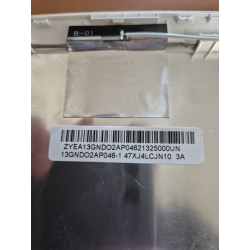 B-01
ZYEA13GNDO2AP04621325000UN
13GNDO2AP046-1 47XJ4LCJN10 3A